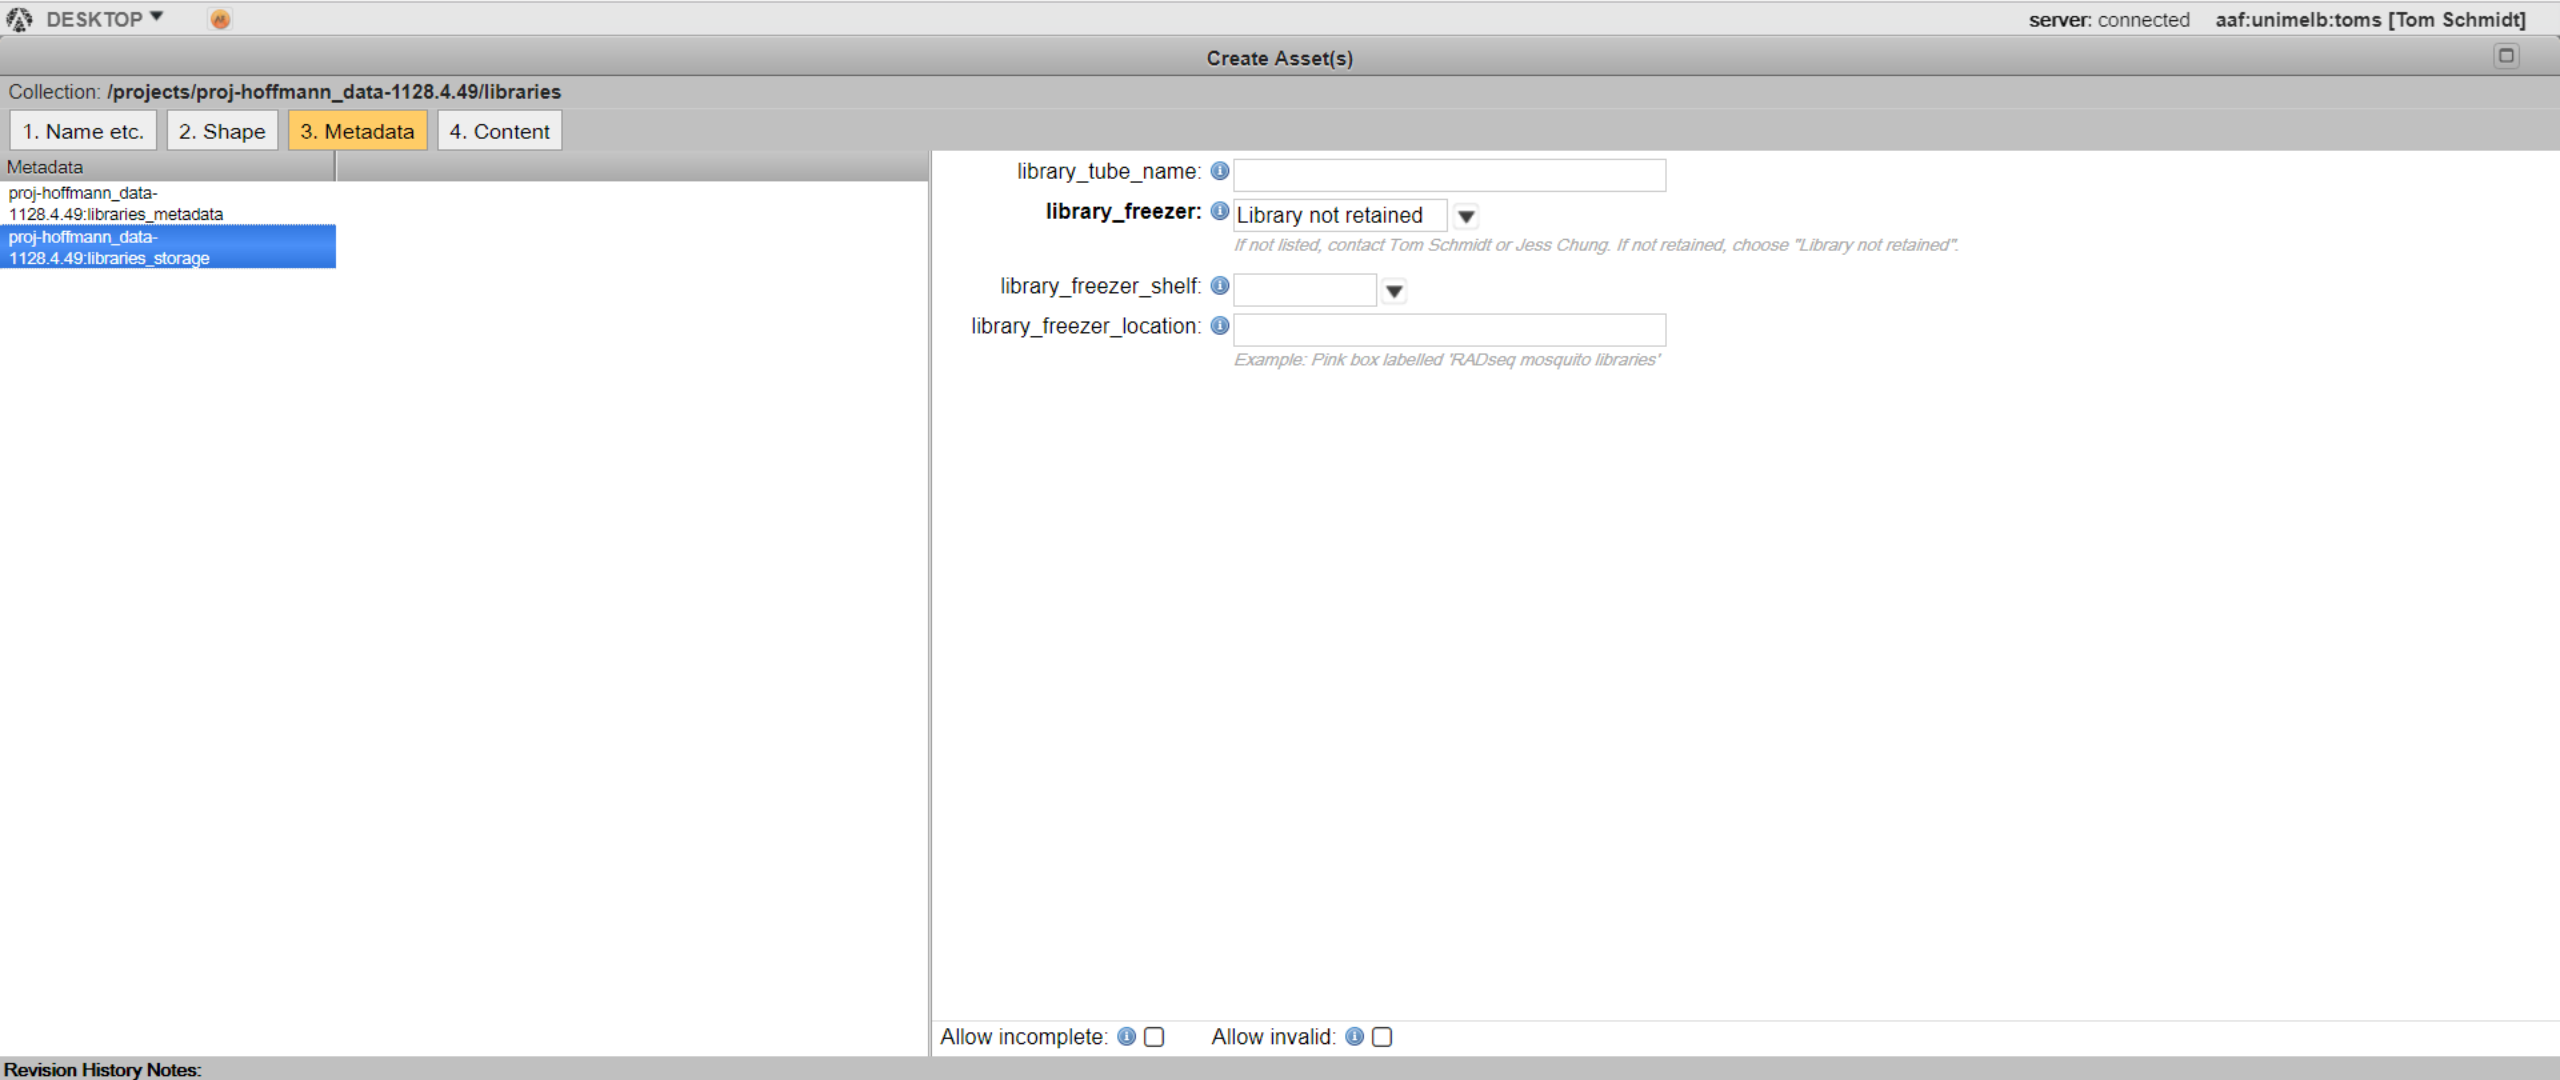 DESKTOP
server: connected aaf:unimelb:toms [Tom Schmidt]
Create Asset(s)
Collection: /projects/proj-hoffmann_data-1128.4.49/libraries
1. Name etc. 2. Shape 3. Metadata 4. Content
Metadata
proj-hoffmann_data-
1128.4.49:libraries_metadata
proj-hoffmann_data-
1128.4.49:libraries_storage
library_tube_name:
library_freezer: Library not retained
If not listed, contact Tom Schmidt or Jess Chung. If not retained, choose "Library not retained".
library_freezer_shelf:
library_freezer_location:
Example: Pink box labelled 'RADseq mosquito libraries'
Allow incomplete: Allow invalid:
Revision History Notes: